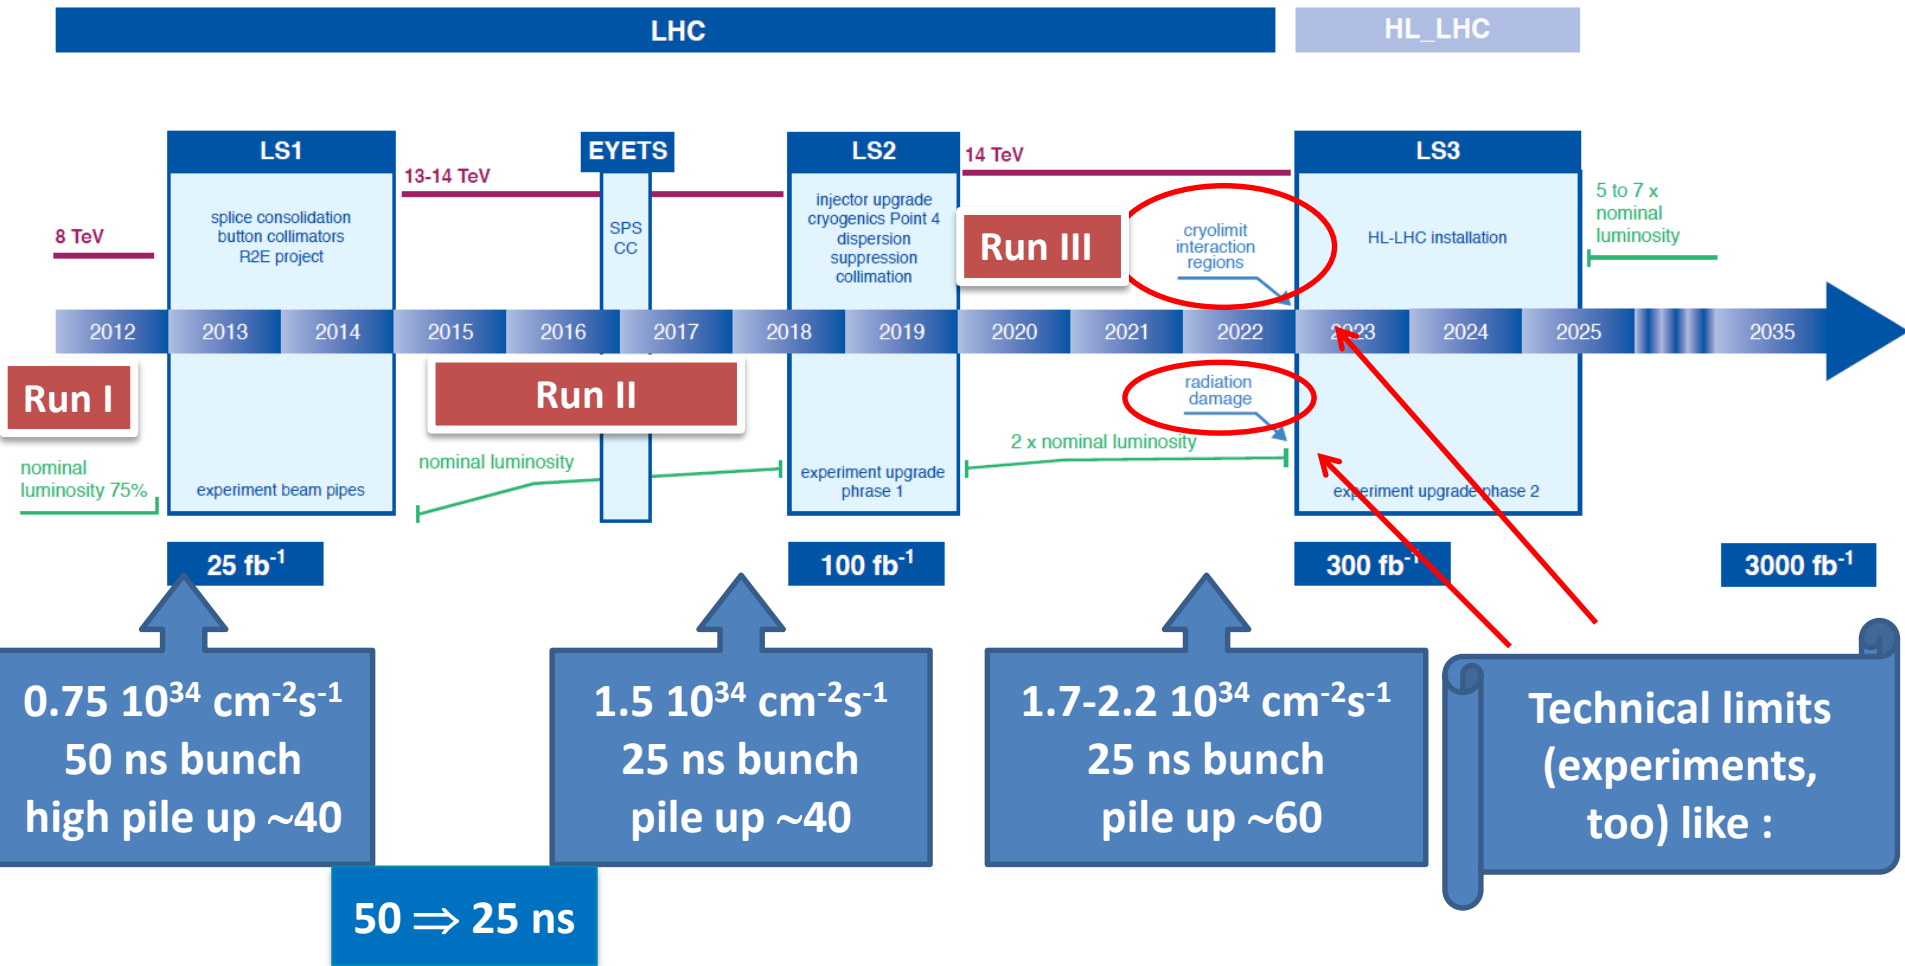 LHC
HL_LHC
LS1
EYETS
LS2
14 TeV
LS3
13-14 TeV
splice consolidation
button collimators
R2E project
SPS
CC
injector upgrade
cryogenics Point 4
dispersion
suppression
collimation
cryolimit
interaction
regions
HL-LHC installation
5 to 7 x
nominal
luminosity
8 TeV
Run III
2012
2013
2014
2015
2016
2017
2018
2019
2020
2021
2022
2023
2024
2025
2035
Run I
Run II
radiation
damage
nominal
luminosity 75%
experiment beam pipes
nominal luminosity
experiment upgrade
phrase 1
2 x nominal luminosity
experiment upgrade phase 2
25 fb⁻¹
100 fb⁻¹
300 fb⁻¹
3000 fb⁻¹
0.75 10³⁴ cm⁻²s⁻¹
50 ns bunch
high pile up ~40
1.5 10³⁴ cm⁻²s⁻¹
25 ns bunch
pile up ~40
1.7-2.2 10³⁴ cm⁻²s⁻¹
25 ns bunch
pile up ~60
Technical limits
(experiments,
too) like :
50 ⇒ 25 ns